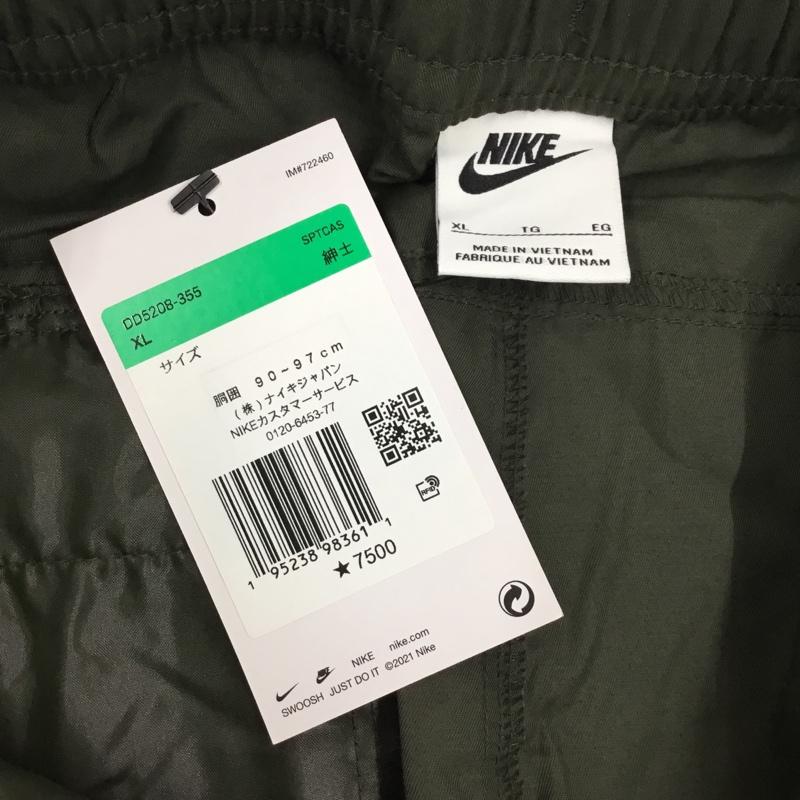 IM#722460
SPTCAS
紳士
DD5208-355
XL
サイズ
胴囲 90-97cm
(株)ナイキジャパン
NIKEカスタマーサービス
0120-6453-77
RFID
1 95238 98361 1
★7500
NIKE nike.com
SWOOSH JUST DO IT ©2021 Nike
NIKE
XL TG EG
MADE IN VIETNAM
FABRIQUE AU VIETNAM